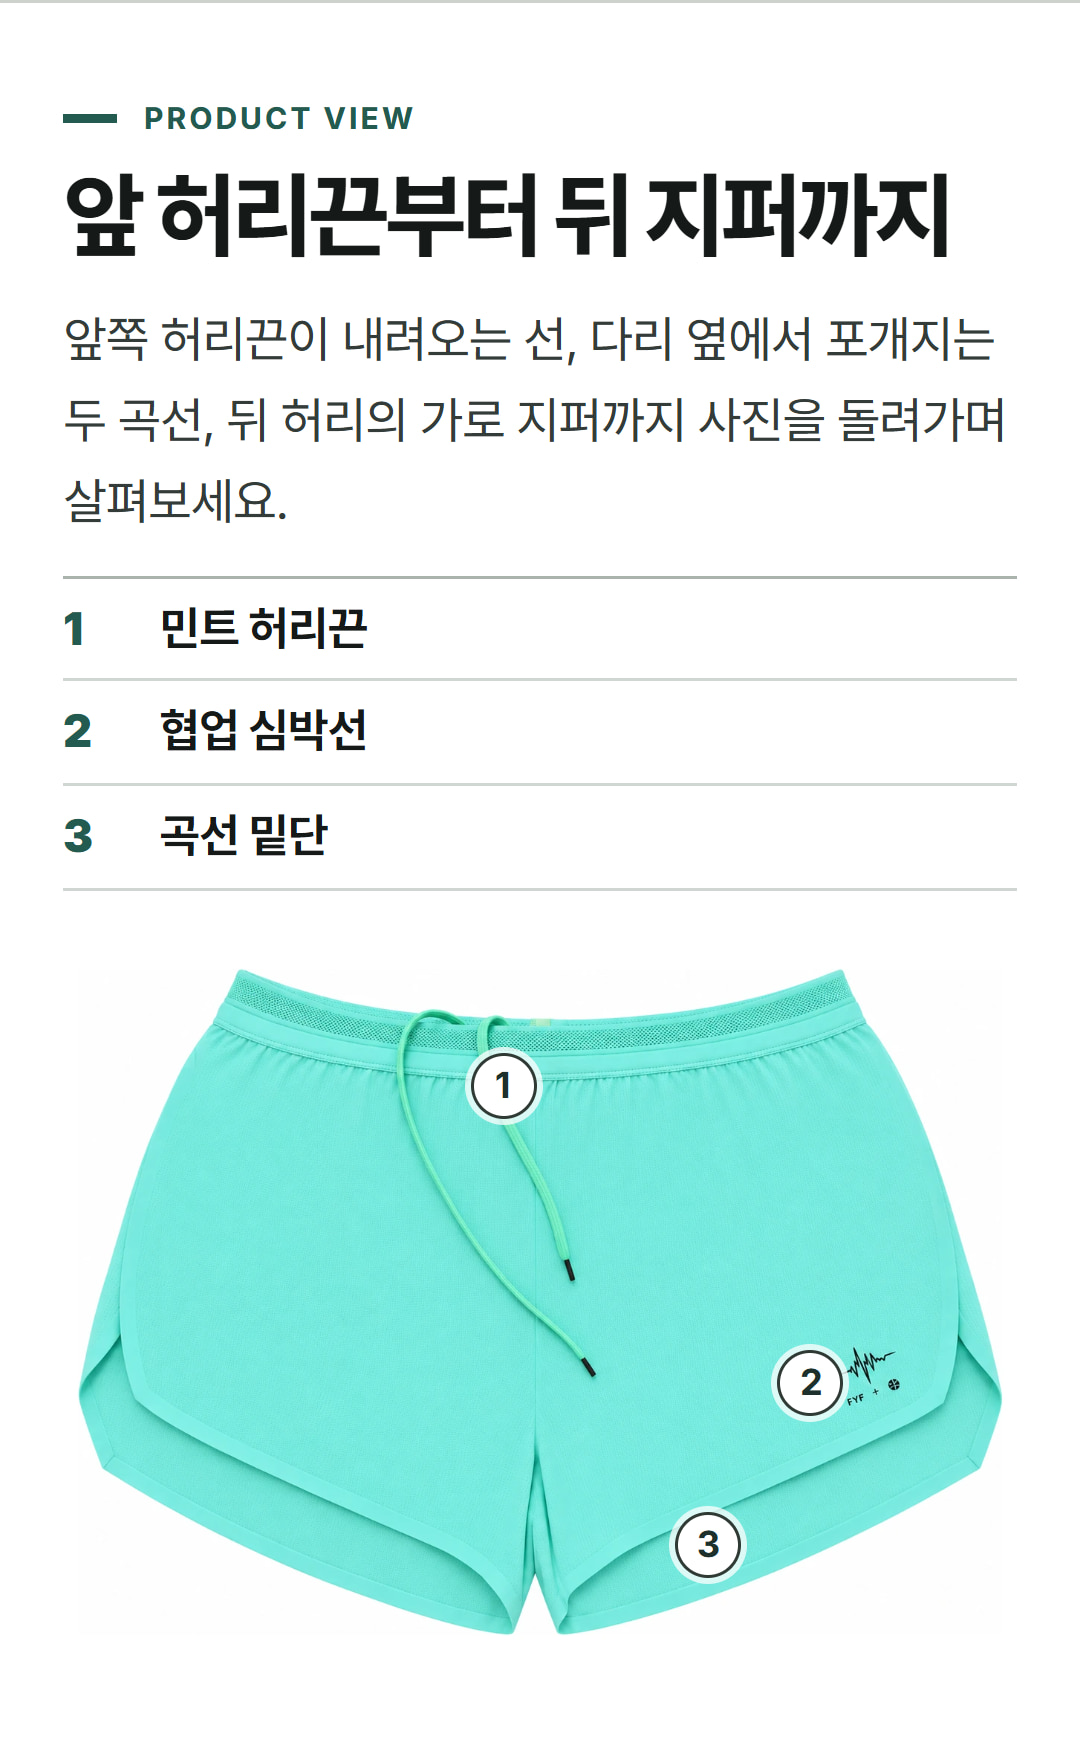 PRODUCT VIEW
앞 허리끈부터 뒤 지퍼까지
앞쪽 허리끈이 내려오는 선, 다리 옆에서 포개지는
두 곡선, 뒤 허리의 가로 지퍼까지 사진을 돌려가며
살펴보세요.
1 민트 허리끈
2 협업 심박선
3 곡선 밑단
1
2
FYF +
3